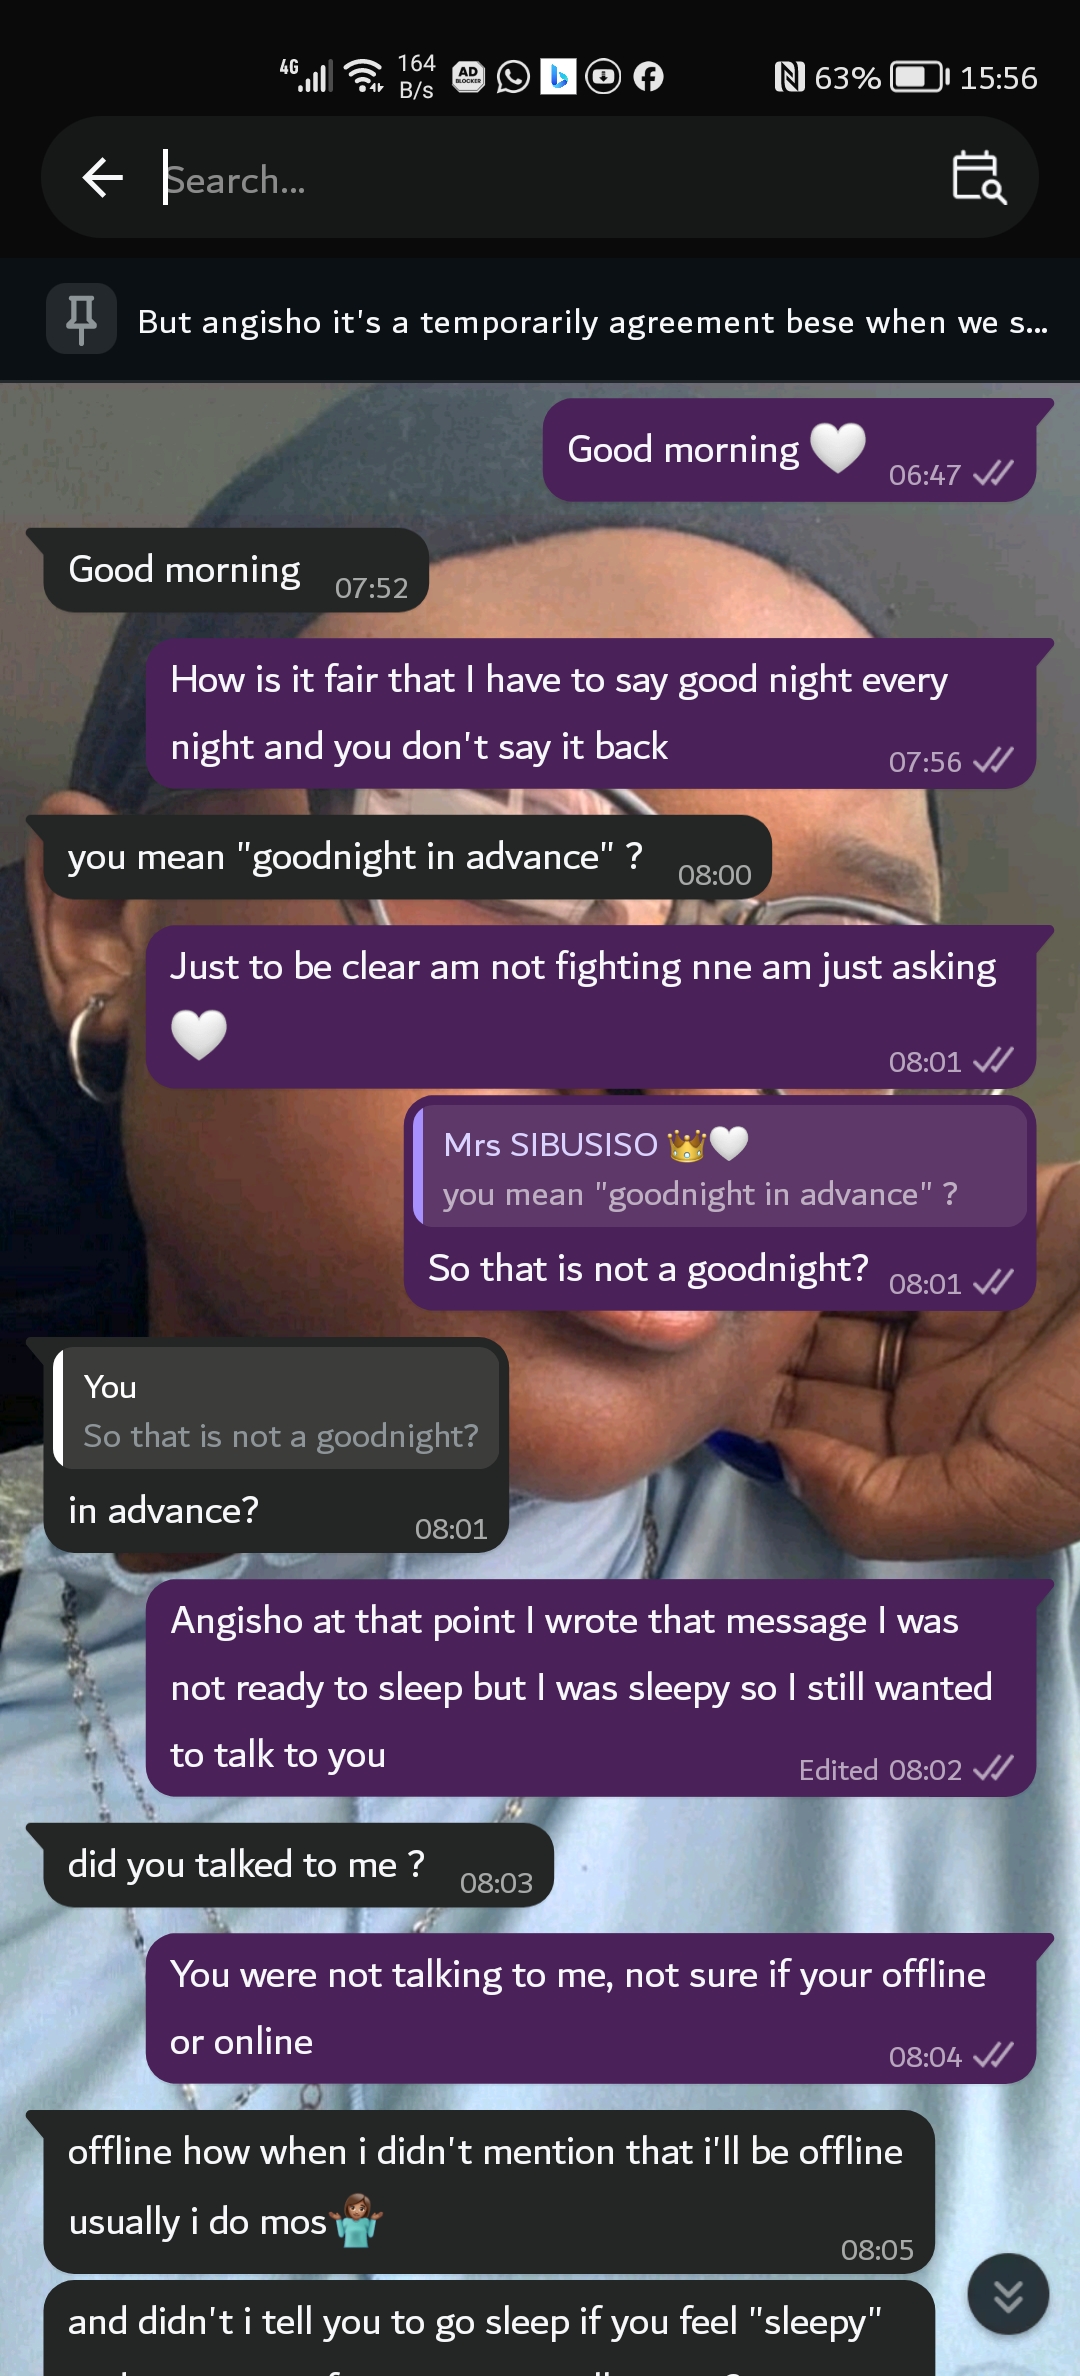 4G 164 B/s AD BLOCKER 63% 15:56
Search...
But angisho it's a temporarily agreement bese when we s...
Good morning 🤍 06:47
Good morning 07:52
How is it fair that I have to say good night every
night and you don't say it back 07:56
you mean "goodnight in advance" ? 08:00
Just to be clear am not fighting nne am just asking
🤍 08:01
Mrs SIBUSISO 👑🤍
you mean "goodnight in advance" ?
So that is not a goodnight? 08:01
You
So that is not a goodnight?
in advance? 08:01
Angisho at that point I wrote that message I was
not ready to sleep but I was sleepy so I still wanted
to talk to you Edited 08:02
did you talked to me ? 08:03
You were not talking to me, not sure if your offline
or online 08:04
offline how when i didn't mention that i'll be offline
usually i do mos🤷🏽‍♀️ 08:05
and didn't i tell you to go sleep if you feel "sleepy"